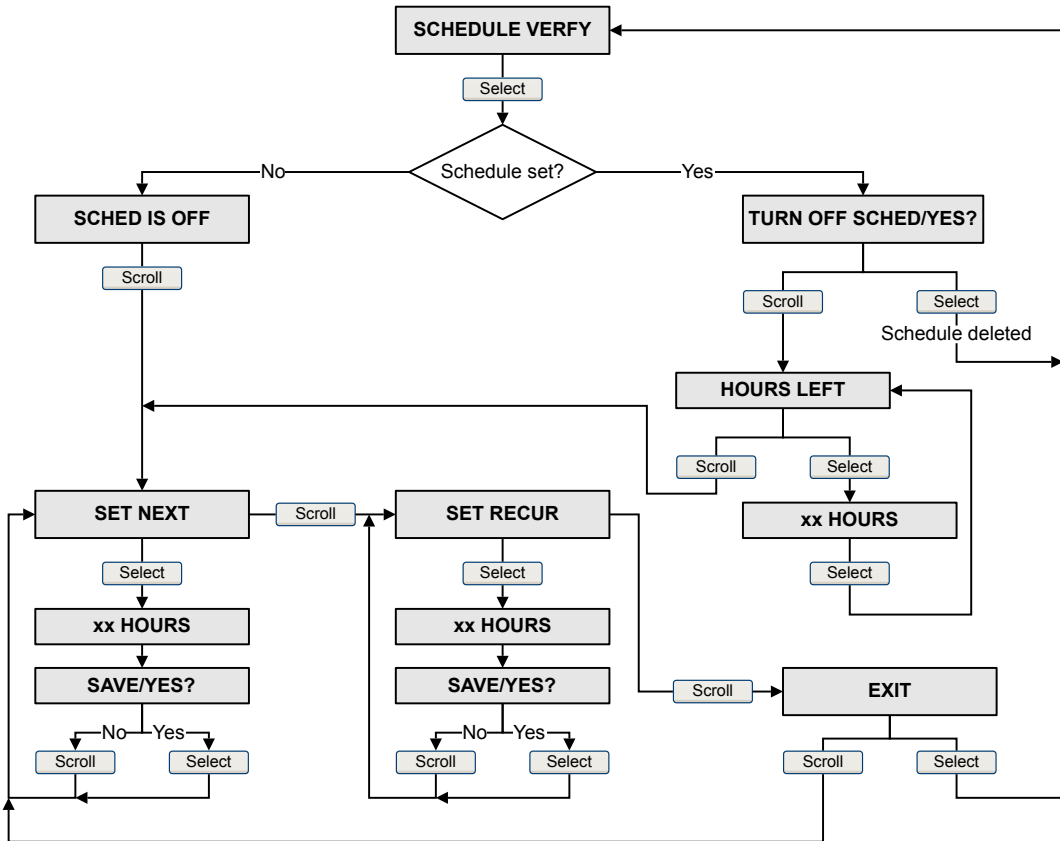 SCHEDULE VERFY
Select
Schedule set?
No
Yes
SCHED IS OFF
TURN OFF SCHED/YES?
Scroll
Scroll
Select
Schedule deleted
HOURS LEFT
Scroll
Select
SET NEXT
Scroll
SET RECUR
xx HOURS
Select
Select
Select
xx HOURS
xx HOURS
SAVE/YES?
SAVE/YES?
Scroll
EXIT
No
Yes
No
Yes
Scroll
Select
Scroll
Select
Scroll
Select